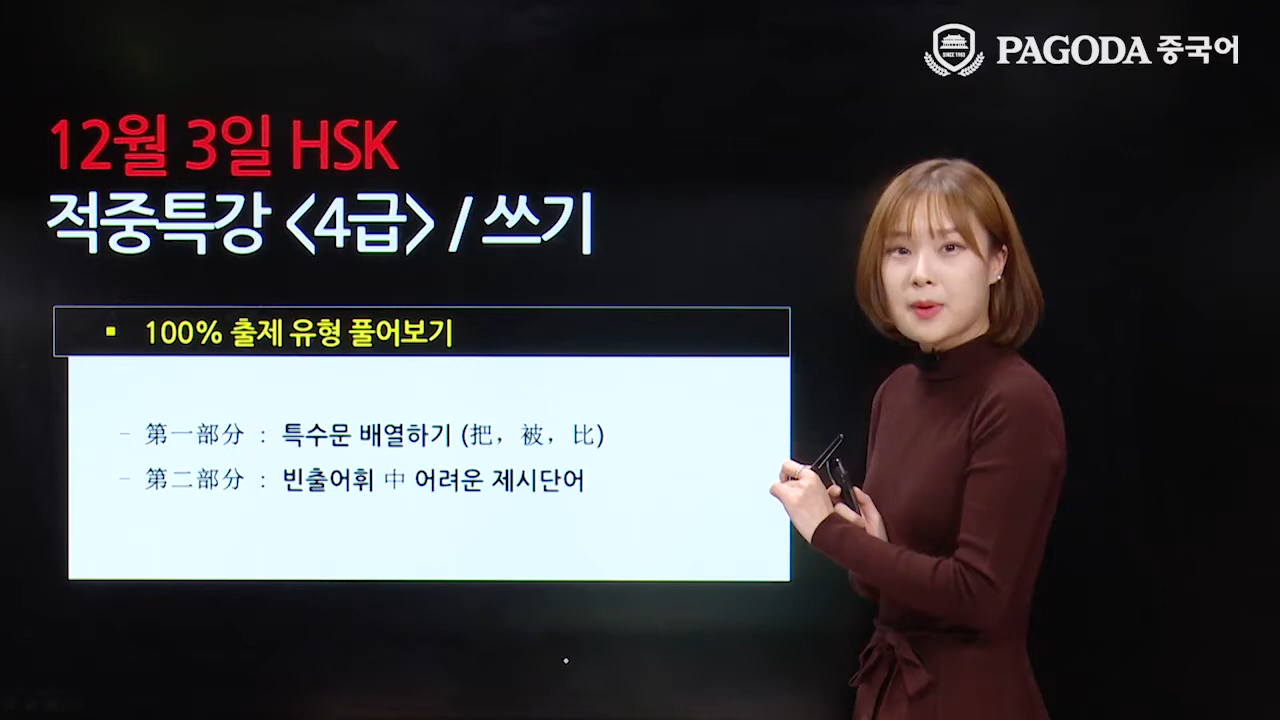 SINCE 1983
PAGODA 중국어
12월 3일 HSK
적중특강 <4급> / 쓰기
▪ 100% 출제 유형 풀어보기
- 第一部分 : 특수문 배열하기 (把, 被, 比)
- 第二部分 : 빈출어휘 中 어려운 제시단어